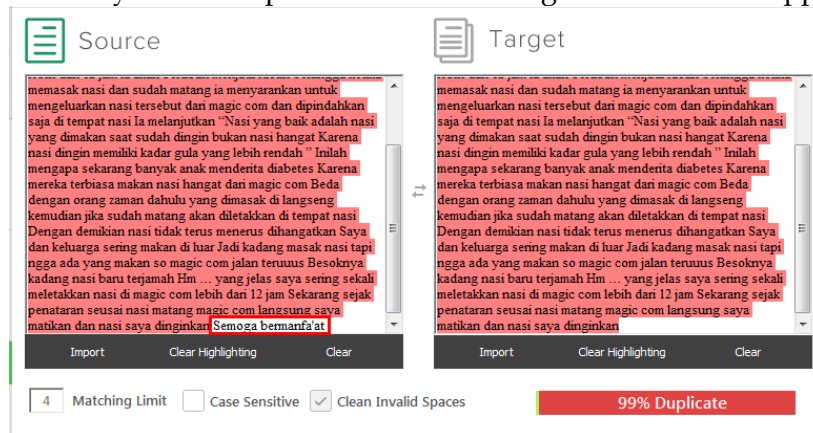 Source
memasak nasi dan sudah matang ia menyarankan untuk
mengeluarkan nasi tersebut dari magic com dan dipindahkan
saja di tempat nasi Ia melanjutkan “Nasi yang baik adalah nasi
yang dimakan saat sudah dingin bukan nasi hangat Karena
nasi dingin memiliki kadar gula yang lebih rendah ” Inilah
mengapa sekarang banyak anak menderita diabetes Karena
mereka terbiasa makan nasi hangat dari magic com Beda
dengan orang zaman dahulu yang dimasak di langseng
kemudian jika sudah matang akan diletakkan di tempat nasi
Dengan demikian nasi tidak terus menerus dihangatkan Saya
dan keluarga sering makan di luar Jadi kadang masak nasi tapi
ngga ada yang makan so magic com jalan teruuus Besoknya
kadang nasi baru terjamah Hm … yang jelas saya sering sekali
meletakkan nasi di magic com lebih dari 12 jam Sekarang sejak
penataran seusai nasi matang magic com langsung saya
matikan dan nasi saya dinginkan Semoga bermanfa'at
Import Clear Highlighting Clear
Target
memasak nasi dan sudah matang ia menyarankan untuk
mengeluarkan nasi tersebut dari magic com dan dipindahkan
saja di tempat nasi Ia melanjutkan “Nasi yang baik adalah nasi
yang dimakan saat sudah dingin bukan nasi hangat Karena
nasi dingin memiliki kadar gula yang lebih rendah ” Inilah
mengapa sekarang banyak anak menderita diabetes Karena
mereka terbiasa makan nasi hangat dari magic com Beda
dengan orang zaman dahulu yang dimasak di langseng
kemudian jika sudah matang akan diletakkan di tempat nasi
Dengan demikian nasi tidak terus menerus dihangatkan Saya
dan keluarga sering makan di luar Jadi kadang masak nasi tapi
ngga ada yang makan so magic com jalan teruuus Besoknya
kadang nasi baru terjamah Hm … yang jelas saya sering sekali
meletakkan nasi di magic com lebih dari 12 jam Sekarang sejak
penataran seusai nasi matang magic com langsung saya
matikan dan nasi saya dinginkan
Import Clear Highlighting Clear
4 Matching Limit Case Sensitive Clean Invalid Spaces 99% Duplicate